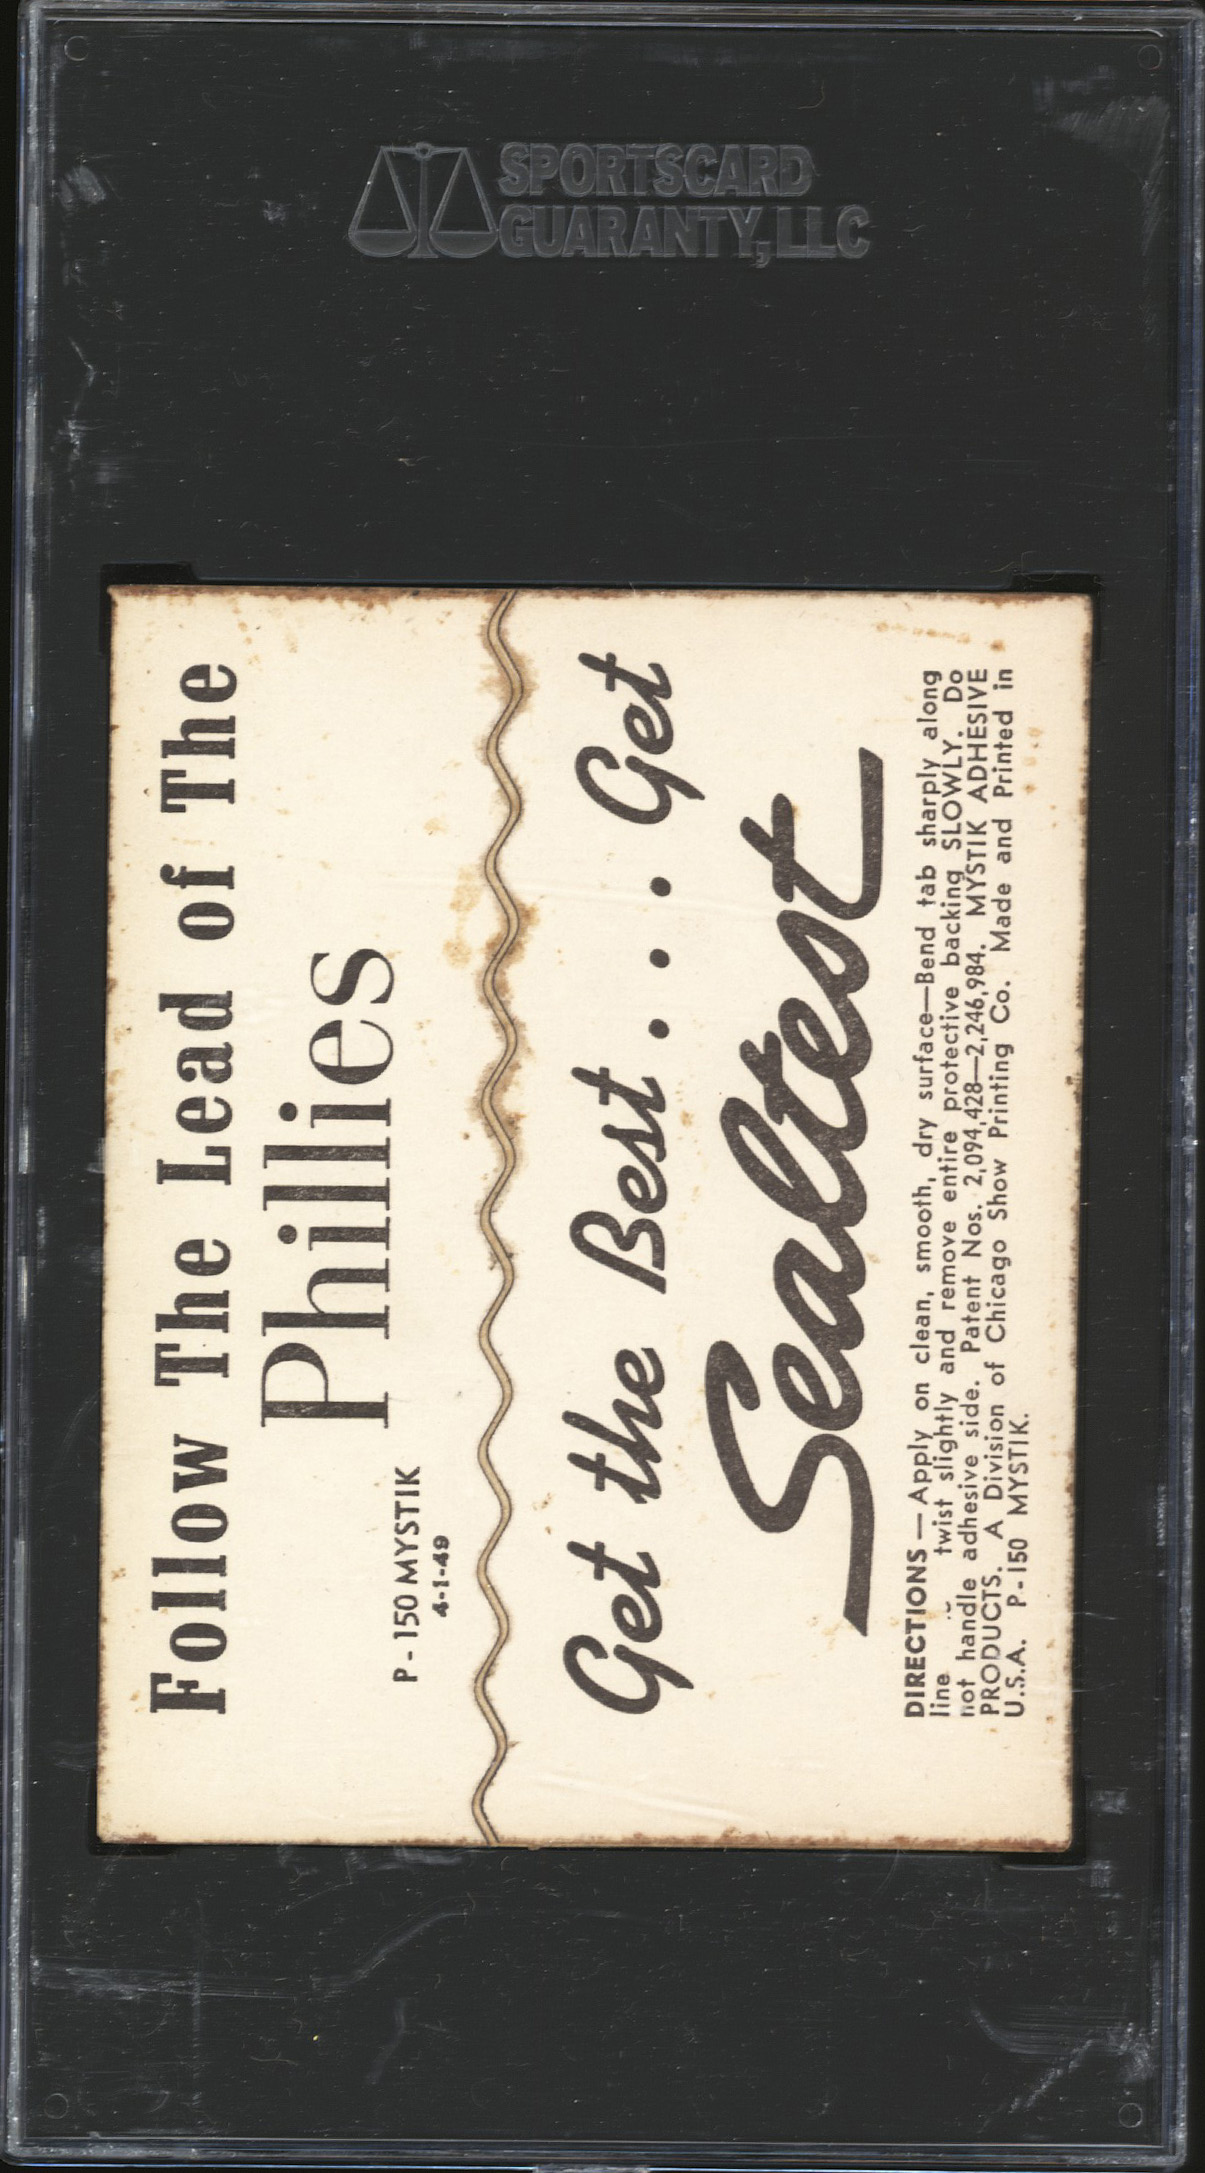 SPORTSCARD
GUARANTY, LLC
Follow The Lead of The
Phillies
P-150 MYSTIK
4-1-49
Get the Best . . . Get
Sealtest
DIRECTIONS — Apply on clean, smooth, dry surface—Bend tab sharply along
line twist slightly and remove entire protective backing SLOWLY. Do
not handle adhesive side. Patent Nos. 2,094,428—2,246,984. MYSTIK ADHESIVE
PRODUCTS. A Division of Chicago Show Printing Co. Made and Printed in
U.S.A. P-150 MYSTIK.